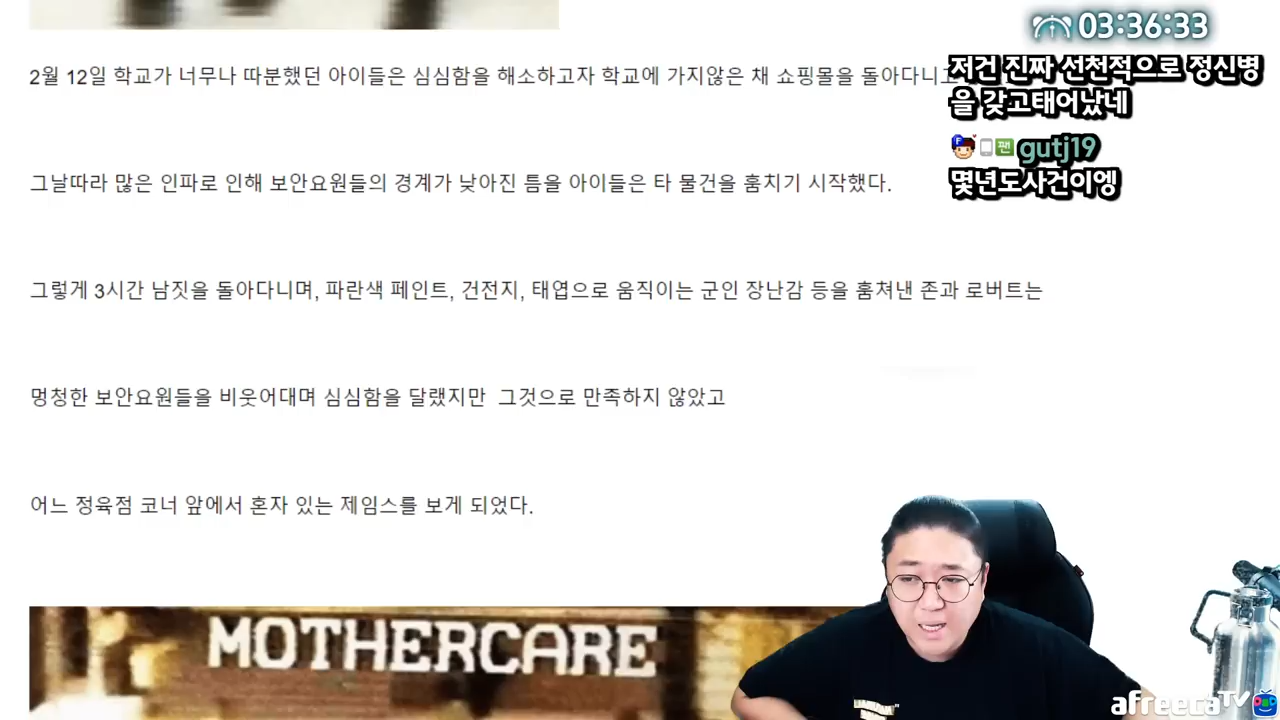 03:36:33
2월 12일 학교가 너무나 따분했던 아이들은 심심함을 해소하고자 학교에 가지않은 채 쇼핑몰을 돌아다니고
저건 진짜 선천적으로 정신병
을 갖고태어났네
팬 gutj19
몇년도사건이엥
그날따라 많은 인파로 인해 보안요원들의 경계가 낮아진 틈을 아이들은 타 물건을 훔치기 시작했다.
그렇게 3시간 남짓을 돌아다니며, 파란색 페인트, 건전지, 태엽으로 움직이는 군인 장난감 등을 훔쳐낸 존과 로버트는
멍청한 보안요원들을 비웃어대며 심심함을 달랬지만 그것으로 만족하지 않았고
어느 정육점 코너 앞에서 혼자 있는 제임스를 보게 되었다.
MOTHERCARE
afreecaTV